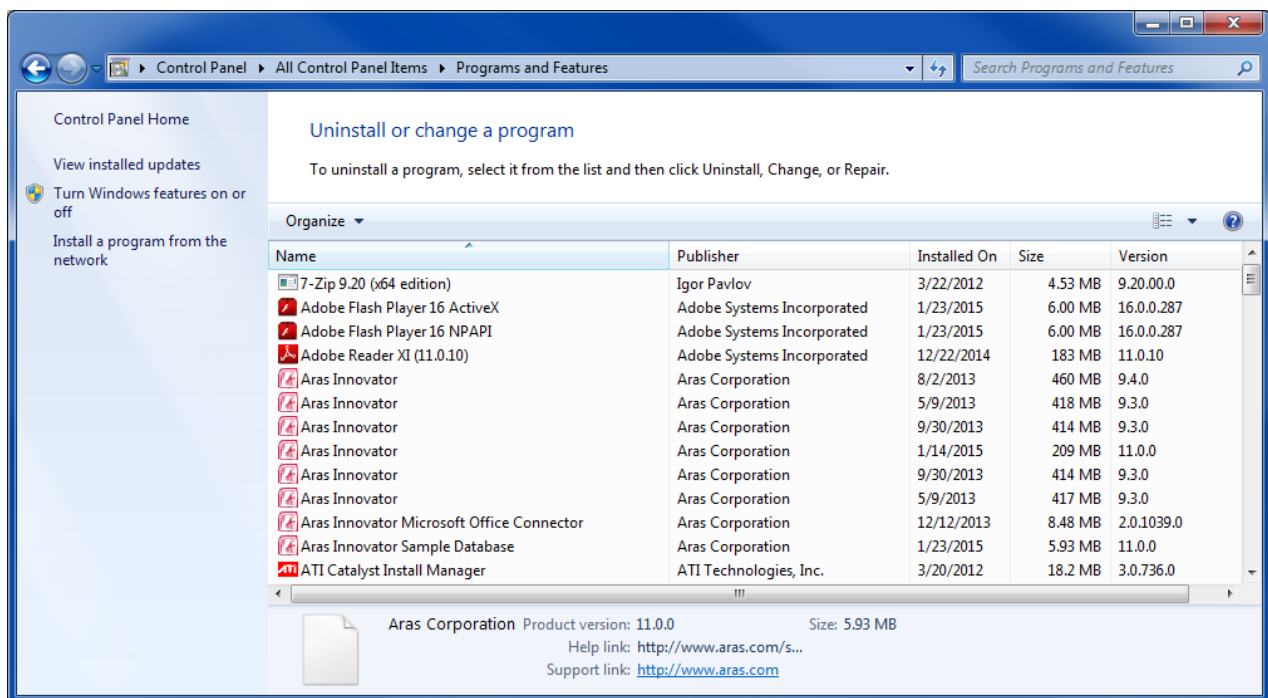 Control Panel All Control Panel Items Programs and Features Search Programs and Features
Control Panel Home
View installed updates
Turn Windows features on or
off
Install a program from the
network
Uninstall or change a program
To uninstall a program, select it from the list and then click Uninstall, Change, or Repair.
Organize
Name Publisher Installed On Size Version
7-Zip 9.20 (x64 edition) Igor Pavlov 3/22/2012 4.53 MB 9.20.00.0
Adobe Flash Player 16 ActiveX Adobe Systems Incorporated 1/23/2015 6.00 MB 16.0.0.287
Adobe Flash Player 16 NPAPI Adobe Systems Incorporated 1/23/2015 6.00 MB 16.0.0.287
Adobe Reader XI (11.0.10) Adobe Systems Incorporated 12/22/2014 183 MB 11.0.10
Aras Innovator Aras Corporation 8/2/2013 460 MB 9.4.0
Aras Innovator Aras Corporation 5/9/2013 418 MB 9.3.0
Aras Innovator Aras Corporation 9/30/2013 414 MB 9.3.0
Aras Innovator Aras Corporation 1/14/2015 209 MB 11.0.0
Aras Innovator Aras Corporation 9/30/2013 414 MB 9.3.0
Aras Innovator Aras Corporation 5/9/2013 417 MB 9.3.0
Aras Innovator Microsoft Office Connector Aras Corporation 12/12/2013 8.48 MB 2.0.1039.0
Aras Innovator Sample Database Aras Corporation 1/23/2015 5.93 MB 11.0.0
ATI ATI Catalyst Install Manager ATI Technologies, Inc. 3/20/2012 18.2 MB 3.0.736.0
Aras Corporation Product version: 11.0.0 Size: 5.93 MB
Help link: http://www.aras.com/s...
Support link: http://www.aras.com